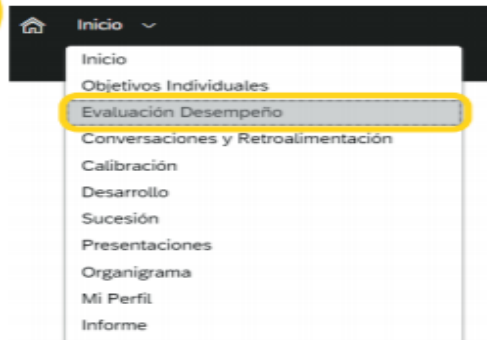 Inicio
Inicio
Objetivos Individuales
Evaluación Desempeño
Conversaciones y Retroalimentación
Calibración
Desarrollo
Sucesión
Presentaciones
Organigrama
Mi Perfil
Informe